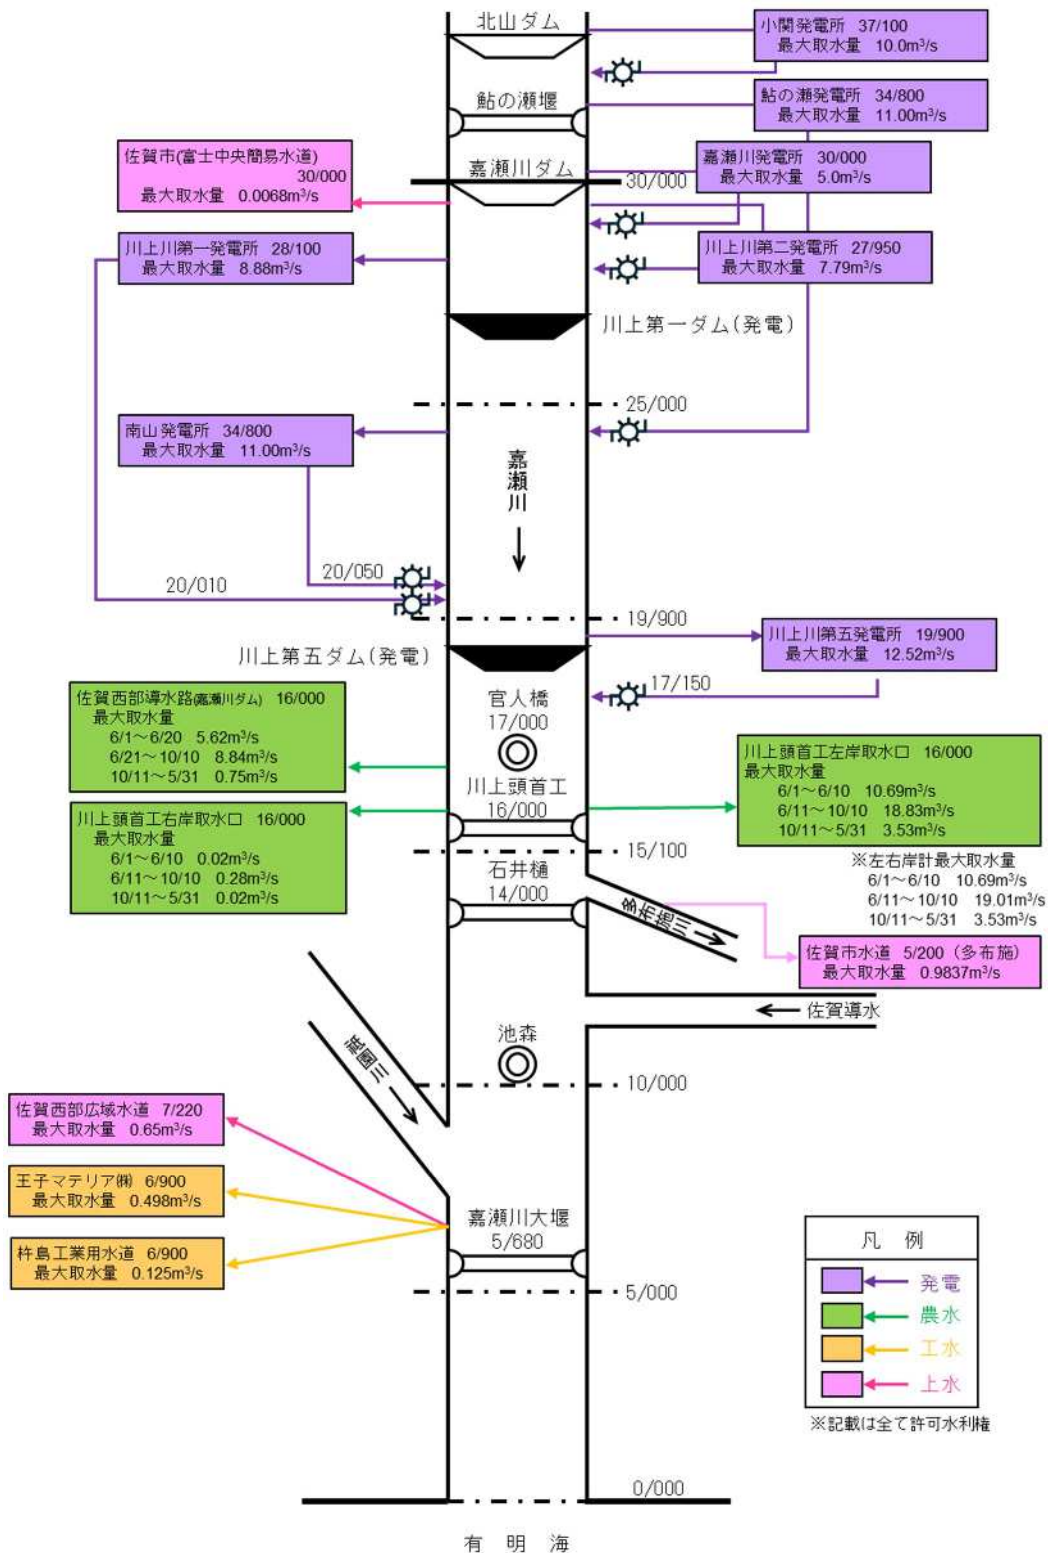 北山ダム
小関発電所 37/100
最大取水量 10.0m³/s
鮎の瀬堰
鮎の瀬発電所 34/800
最大取水量 11.00m³/s
佐賀市(富士中央簡易水道)
30/000
最大取水量 0.0068m³/s
嘉瀬川ダム
30/000
嘉瀬川発電所 30/000
最大取水量 5.0m³/s
川上川第一発電所 28/100
最大取水量 8.88m³/s
川上川第二発電所 27/950
最大取水量 7.79m³/s
川上第一ダム(発電)
25/000
南山発電所 34/800
最大取水量 11.00m³/s
嘉瀬川
20/050
20/010
19/900
川上川第五発電所 19/900
最大取水量 12.52m³/s
川上第五ダム(発電)
17/150
官人橋
17/000
佐賀西部導水路(嘉瀬川ダム) 16/000
最大取水量
6/1～6/20 5.62m³/s
6/21～10/10 8.84m³/s
10/11～5/31 0.75m³/s
川上頭首工
16/000
川上頭首工左岸取水口 16/000
最大取水量
6/1～6/10 10.69m³/s
6/11～10/10 18.83m³/s
10/11～5/31 3.53m³/s
川上頭首工右岸取水口 16/000
最大取水量
6/1～6/10 0.02m³/s
6/11～10/10 0.28m³/s
10/11～5/31 0.02m³/s
15/100
※左右岸計最大取水量
6/1～6/10 10.69m³/s
6/11～10/10 19.01m³/s
10/11～5/31 3.53m³/s
石井樋
14/000
多布施川
佐賀市水道 5/200 (多布施)
最大取水量 0.9837m³/s
佐賀導水
池森
祇園川
10/000
佐賀西部広域水道 7/220
最大取水量 0.65m³/s
王子マテリア㈱ 6/900
最大取水量 0.498m³/s
杵島工業用水道 6/900
最大取水量 0.125m³/s
嘉瀬川大堰
5/680
5/000
凡 例
発電
農水
工水
上水
※記載は全て許可水利権
0/000
有 明 海